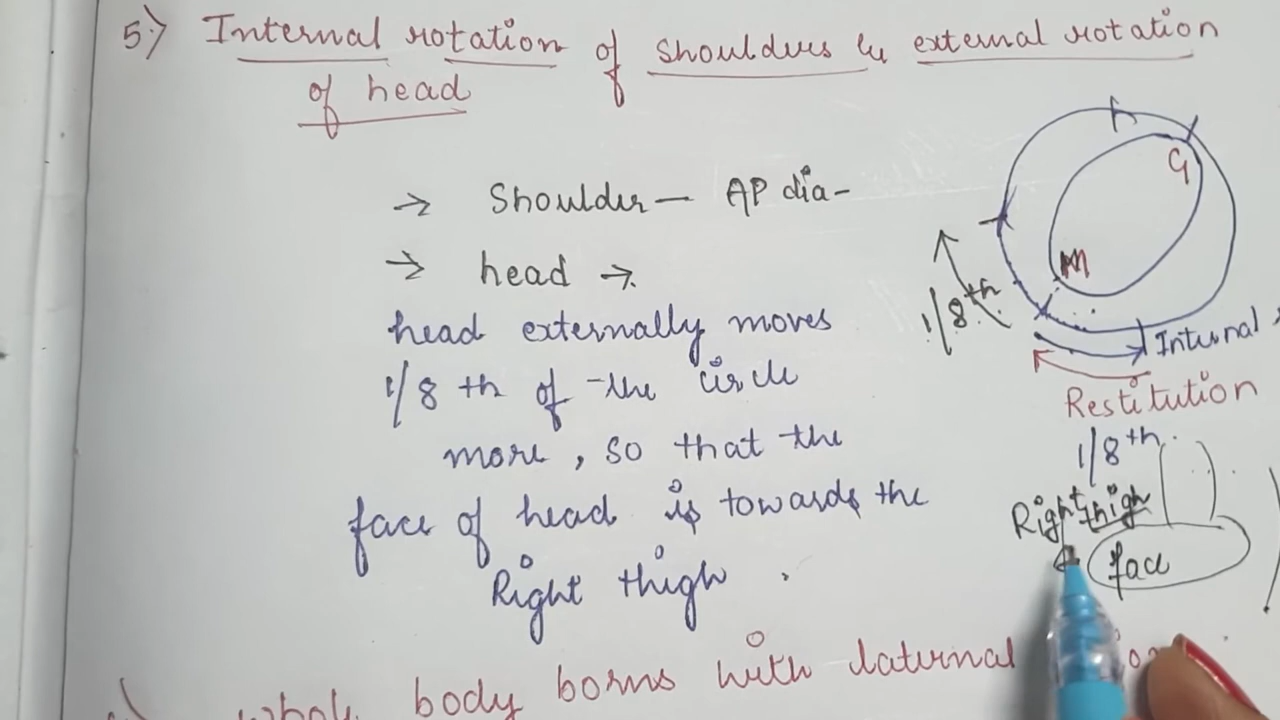 5) Internal rotation of shoulders & external rotation
of head
→ Shoulder — AP dia-
→ head →
head externally moves
1/8 th of the circle
more, so that the
face of head is towards the
Right thigh.
whole body borns with laternal
G
M
1/8th
Internal
Restitution
1/8th
Right thigh
face